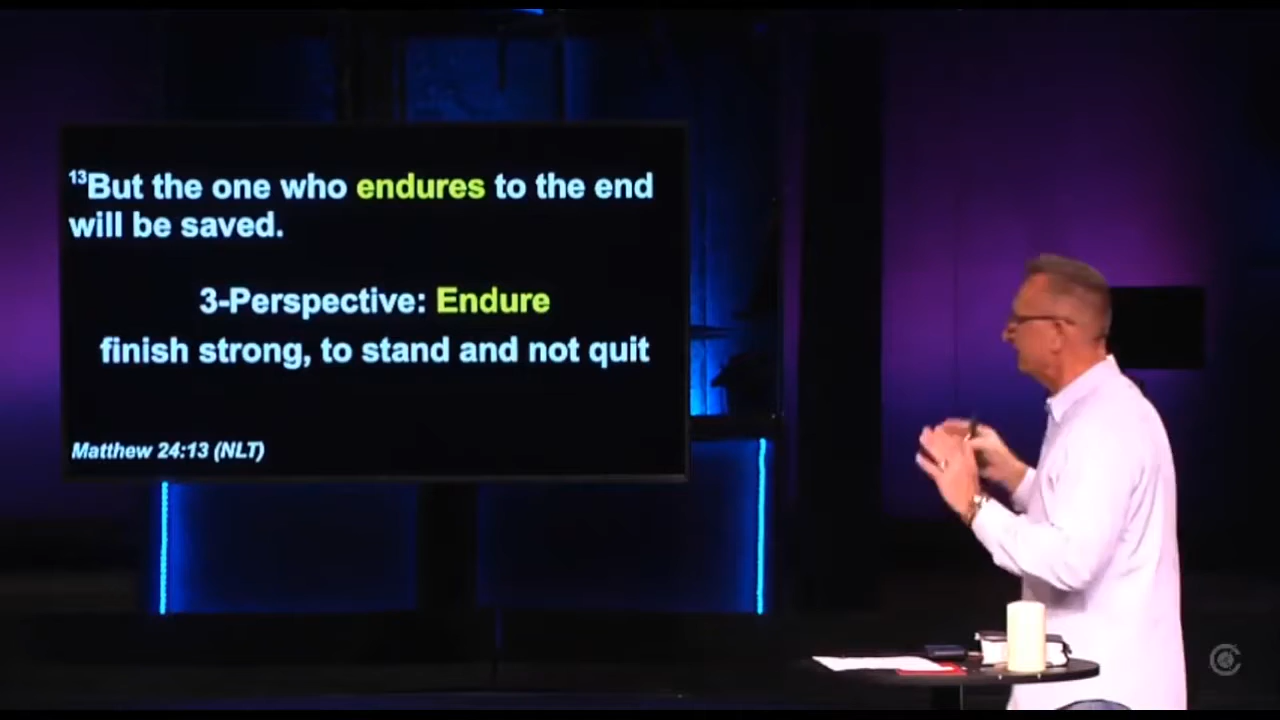 ¹³But the one who endures to the end
will be saved.
3-Perspective: Endure
finish strong, to stand and not quit
Matthew 24:13 (NLT)